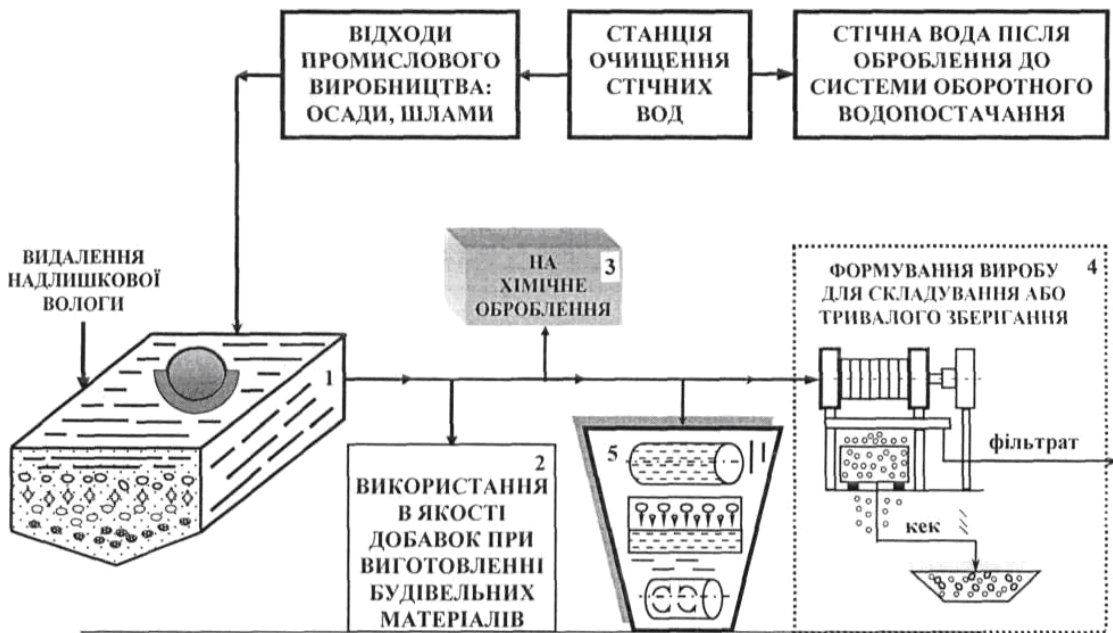 ВІДХОДИ
ПРОМИСЛОВОГО
ВИРОБНИЦТВА:
ОСАДИ, ШЛАМИ
СТАНЦІЯ
ОЧИЩЕННЯ
СТІЧНИХ
ВОД
СТІЧНА ВОДА ПІСЛЯ
ОБРОБЛЕННЯ ДО
СИСТЕМИ ОБОРОТНОГО
ВОДОПОСТАЧАННЯ
ВИДАЛЕННЯ
НАДЛИШКОВОЇ
ВОЛОГИ
1
НА
ХІМІЧНЕ
ОБРОБЛЕННЯ
3
ФОРМУВАННЯ ВИРОБУ
ДЛЯ СКЛАДУВАННЯ АБО
ТРИВАЛОГО ЗБЕРІГАННЯ
4
2
ВИКОРИСТАННЯ
В ЯКОСТІ
ДОБАВОК ПРИ
ВИГОТОВЛЕННІ
БУДІВЕЛЬНИХ
МАТЕРІАЛІВ
5
фільтрат
кек